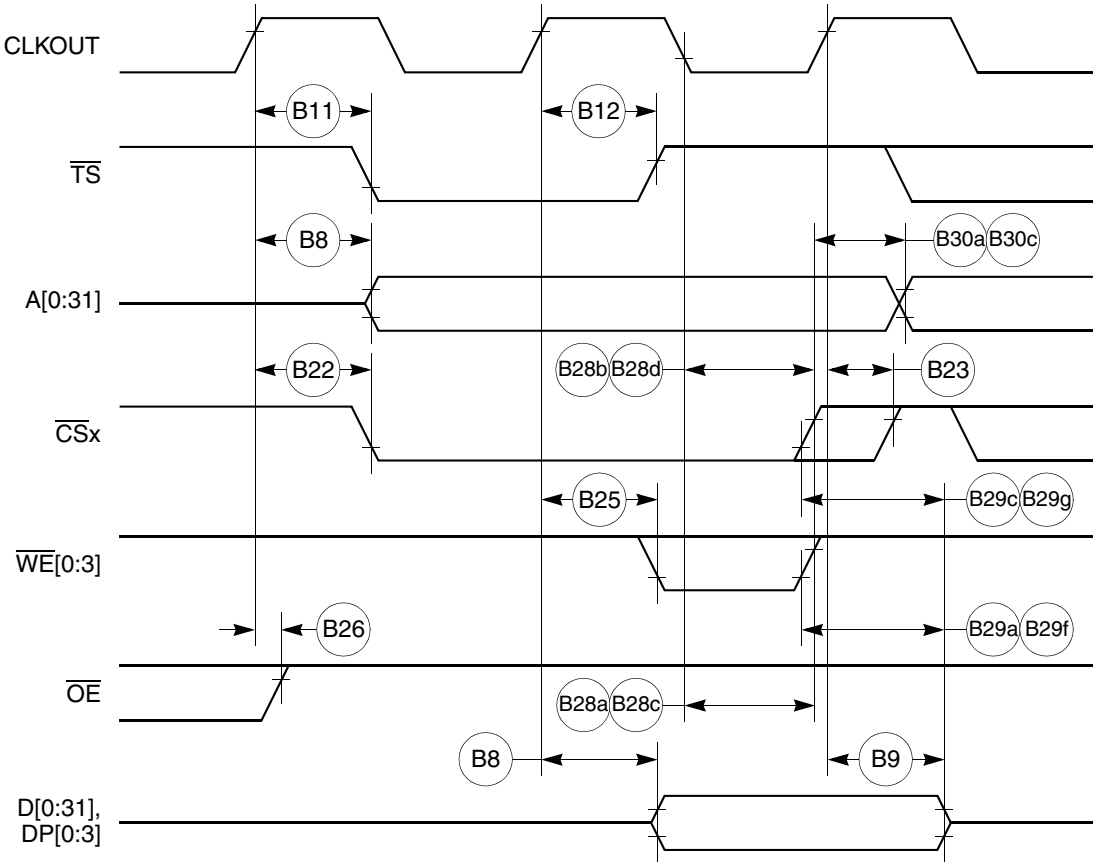 CLKOUT
B11 B12
TS
B8 B30a B30c
A[0:31]
B22 B28b B28d B23
CSx
B25 B29c B29g
WE[0:3]
B26 B29a B29f
OE
B28a B28c
B8 B9
D[0:31],
DP[0:3]